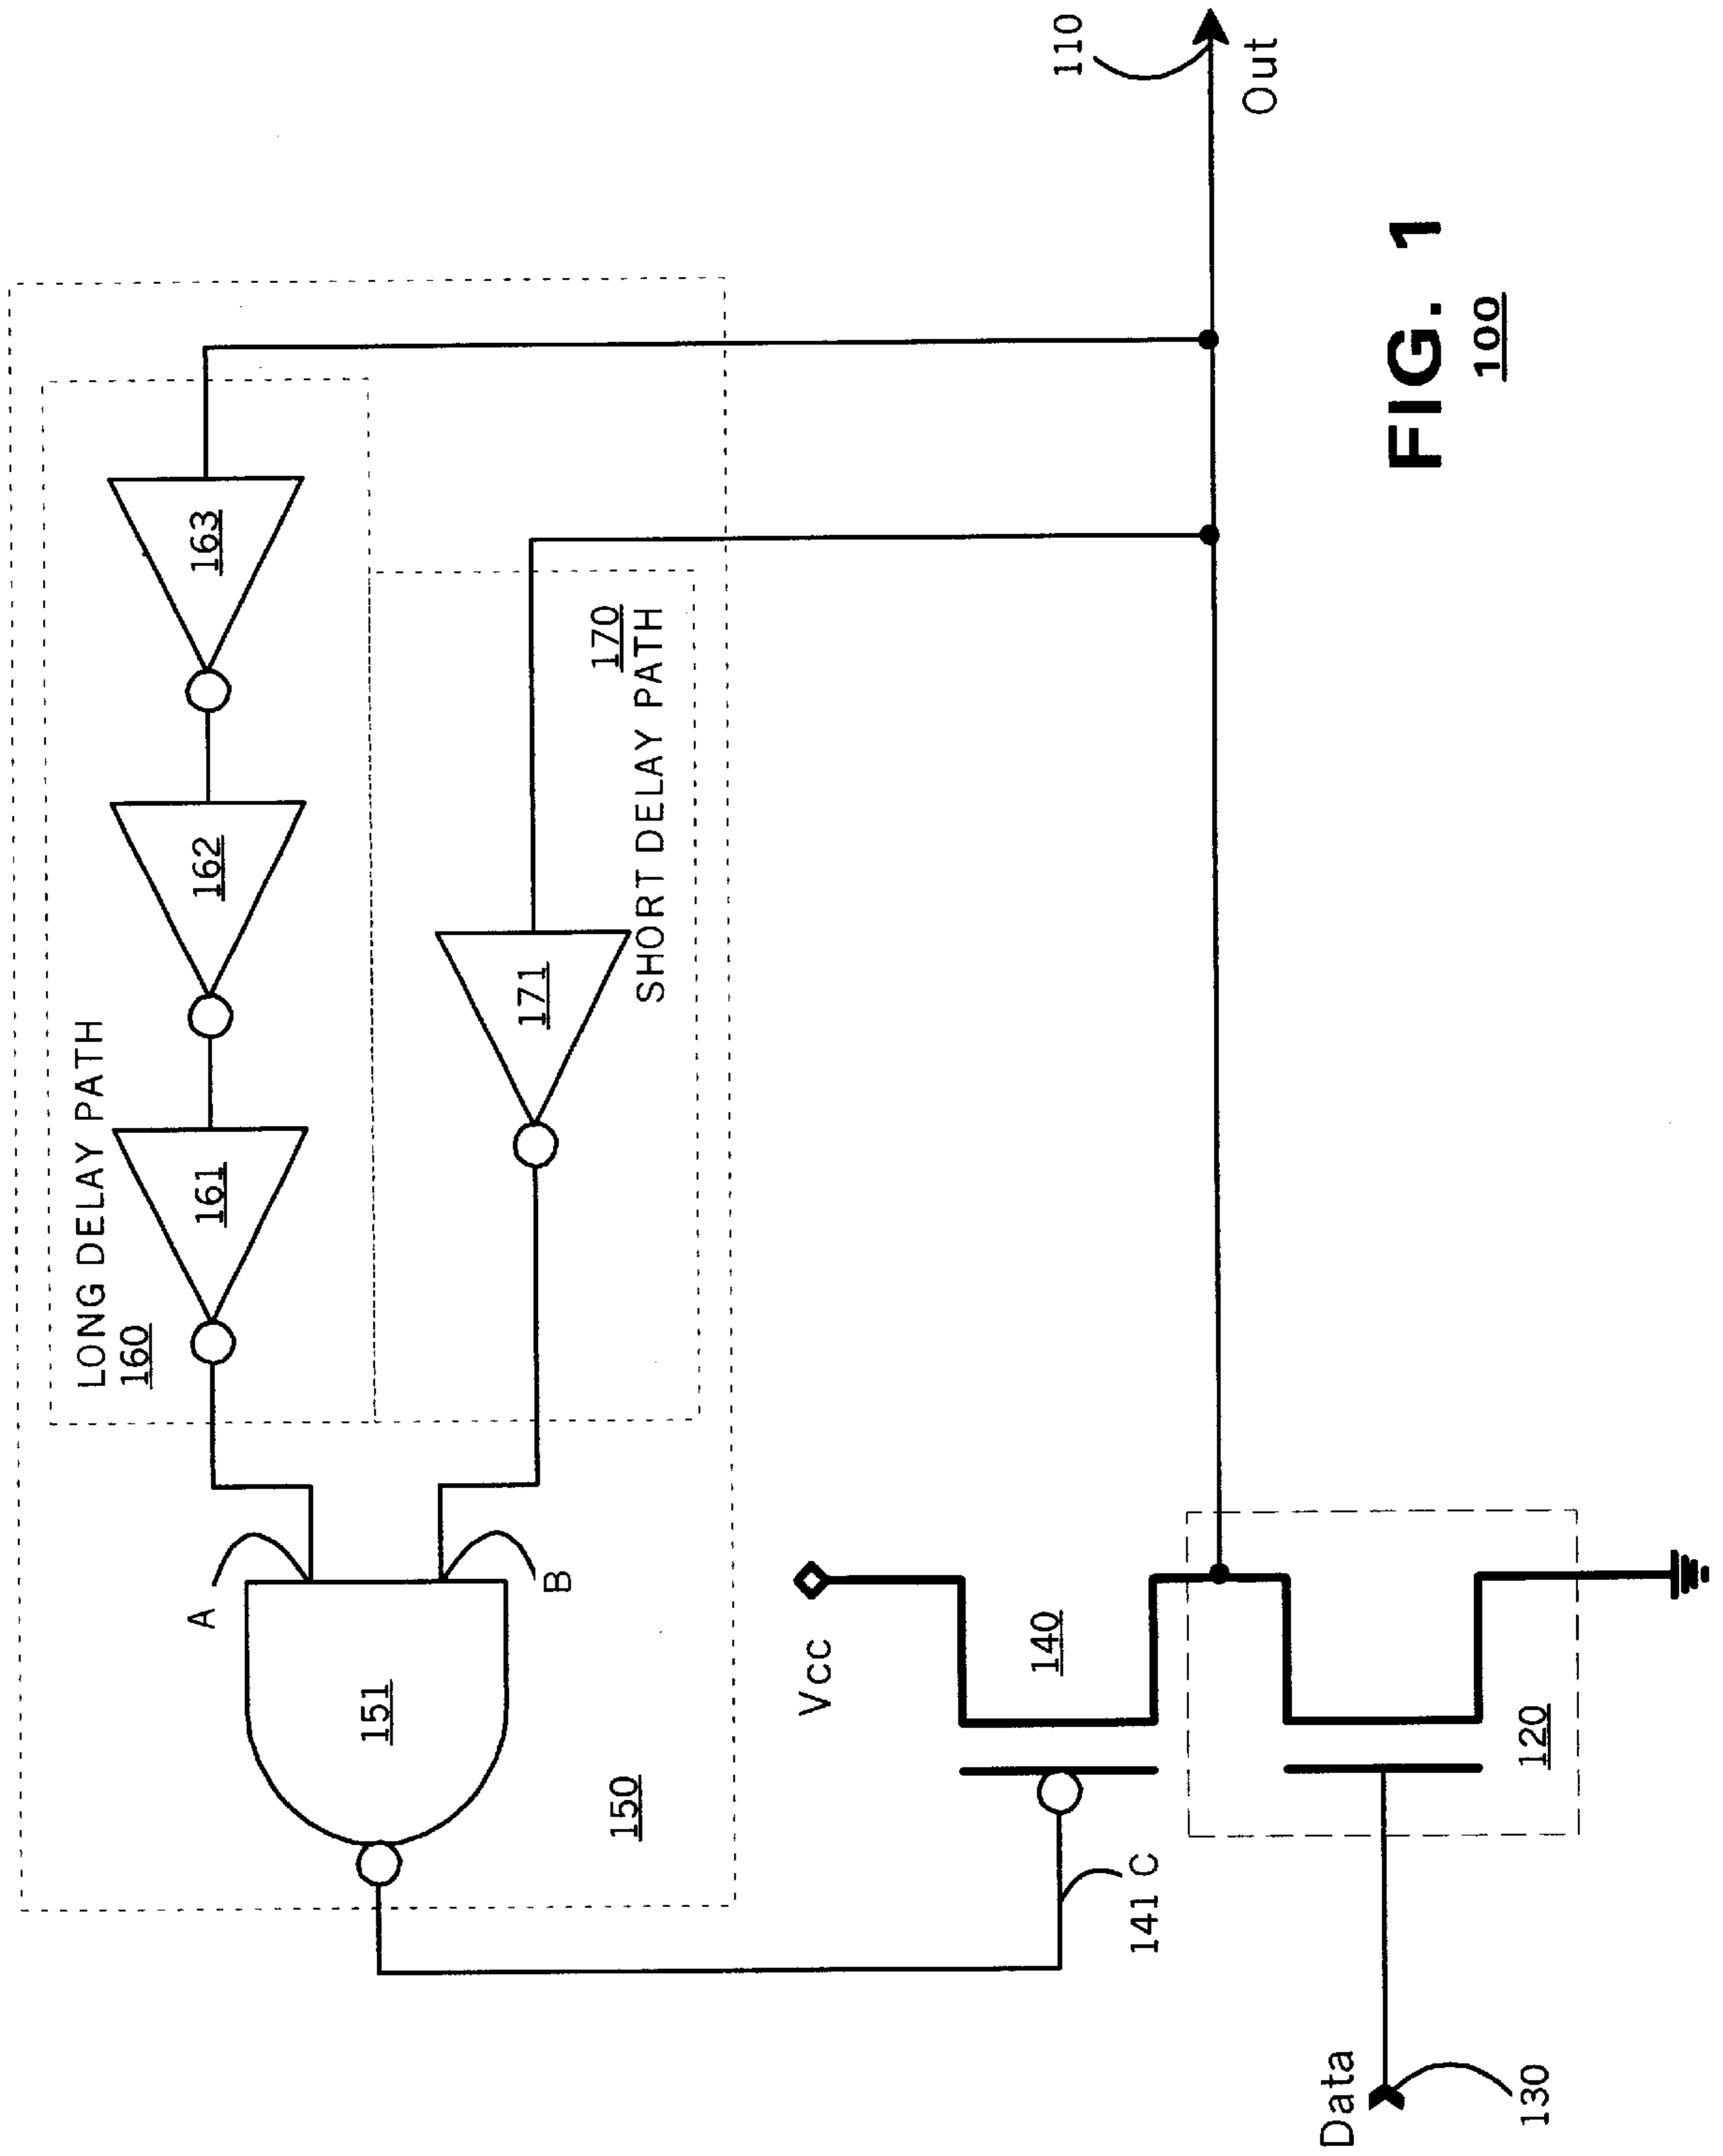 LONG DELAY PATH
160
161
162
163
A
151
B
171
170
SHORT DELAY PATH
150
Vcc
140
141 C
110
Out
120
Data
130
FIG. 1
100